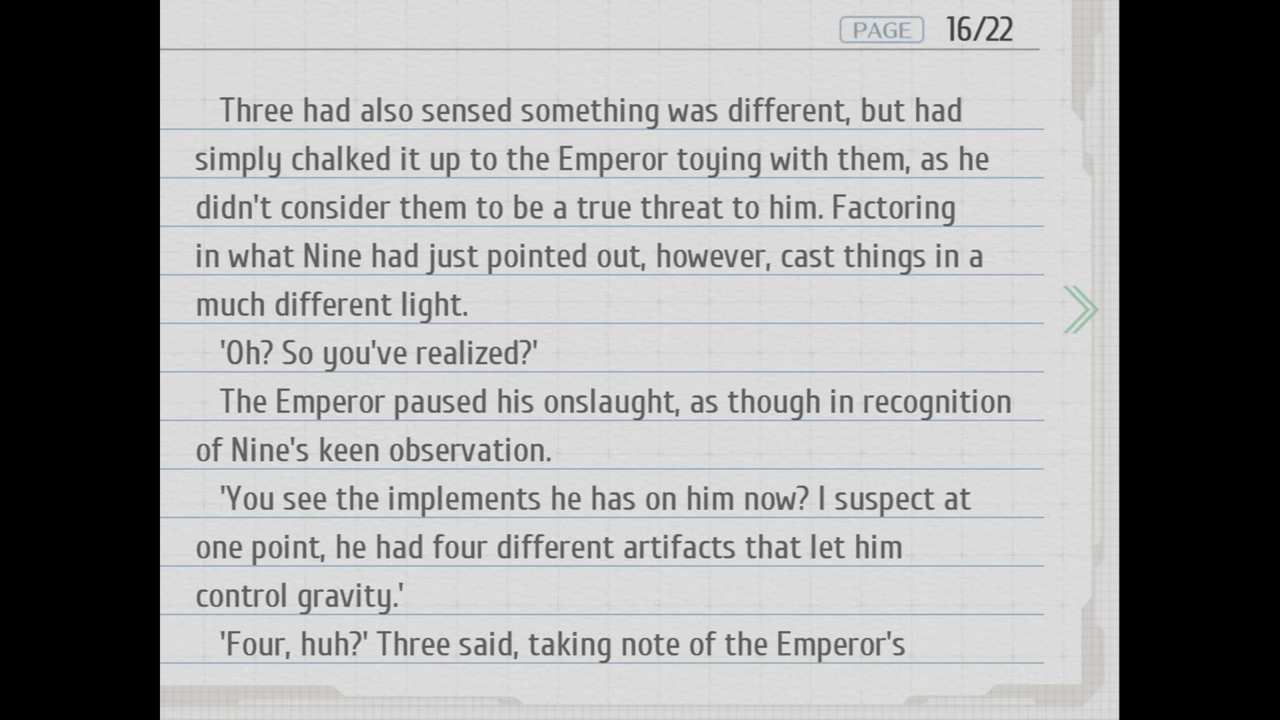 PAGE 16/22
Three had also sensed something was different, but had
simply chalked it up to the Emperor toying with them, as he
didn't consider them to be a true threat to him. Factoring
in what Nine had just pointed out, however, cast things in a
much different light.
'Oh? So you've realized?'
The Emperor paused his onslaught, as though in recognition
of Nine's keen observation.
'You see the implements he has on him now? I suspect at
one point, he had four different artifacts that let him
control gravity.'
'Four, huh?' Three said, taking note of the Emperor's